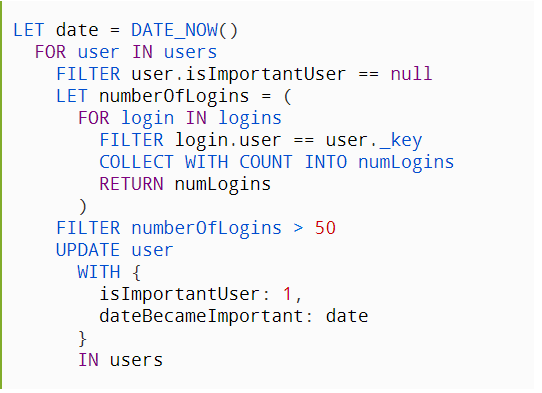 LET date = DATE_NOW()
FOR user IN users
FILTER user.isImportantUser == null
LET numberOfLogins = (
FOR login IN logins
FILTER login.user == user._key
COLLECT WITH COUNT INTO numLogins
RETURN numLogins
)
FILTER numberOfLogins > 50
UPDATE user
WITH {
isImportantUser: 1,
dateBecameImportant: date
}
IN users